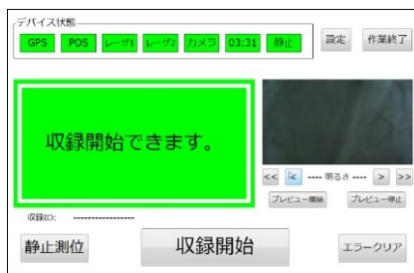 デバイス状態
GPS POS レーザ1 レーザ2 カメラ 03:31 静止 設定 作業終了
収録開始できます。
<< < ---- 明るさ ---- > >>
プレビュー開始 プレビュー停止
収録ID: ----------------
静止測位 収録開始 エラークリア